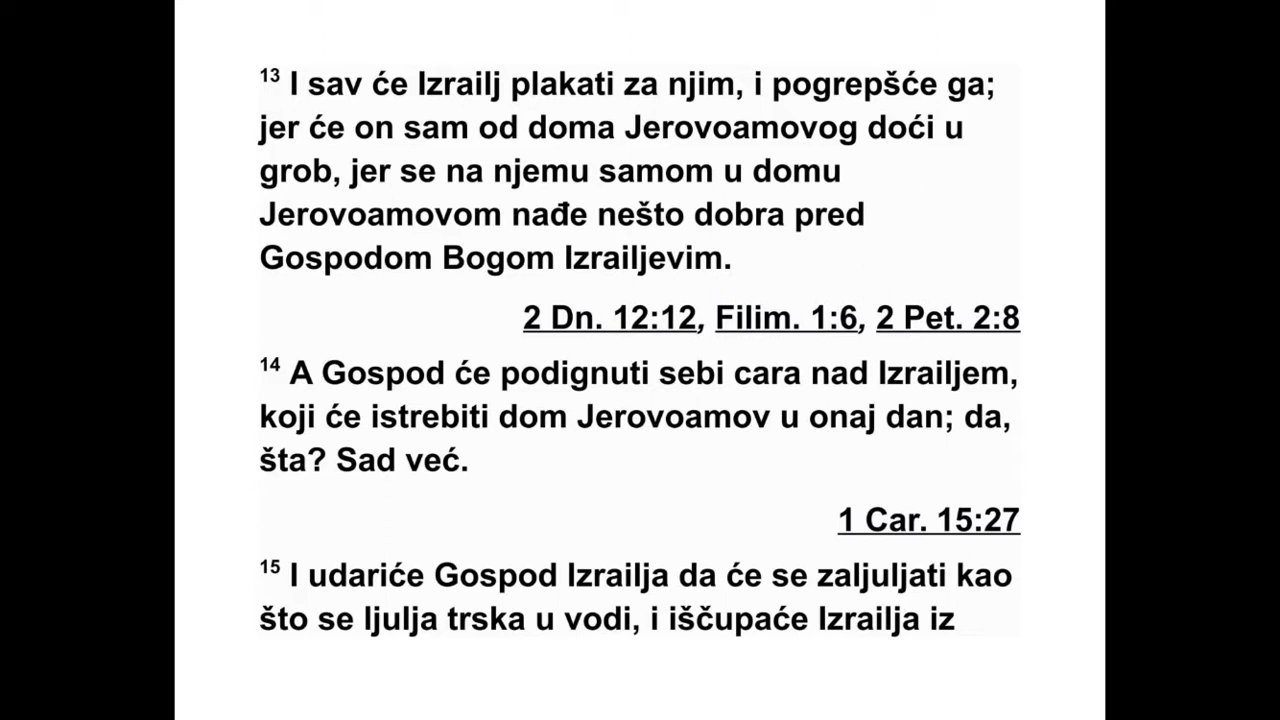 13 I sav će Izrailj plakati za njim, i pogrepšće ga;
jer će on sam od doma Jerovoamovog doći u
grob, jer se na njemu samom u domu
Jerovoamovom nađe nešto dobra pred
Gospodom Bogom Izrailjevim.
2 Dn. 12:12, Filim. 1:6, 2 Pet. 2:8
14 A Gospod će podignuti sebi cara nad Izrailjem,
koji će istrebiti dom Jerovoamov u onaj dan; da,
šta? Sad već.
1 Car. 15:27
15 I udariće Gospod Izrailja da će se zaljuljati kao
što se ljulja trska u vodi, i iščupaće Izrailja iz